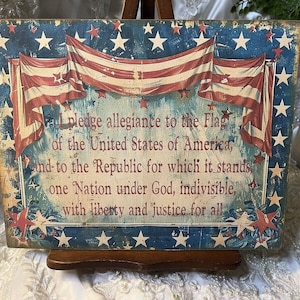 I pledge allegiance to the Flag
of the United States of America,
and to the Republic for which it stands,
one Nation under God, indivisible,
with liberty and justice for all.